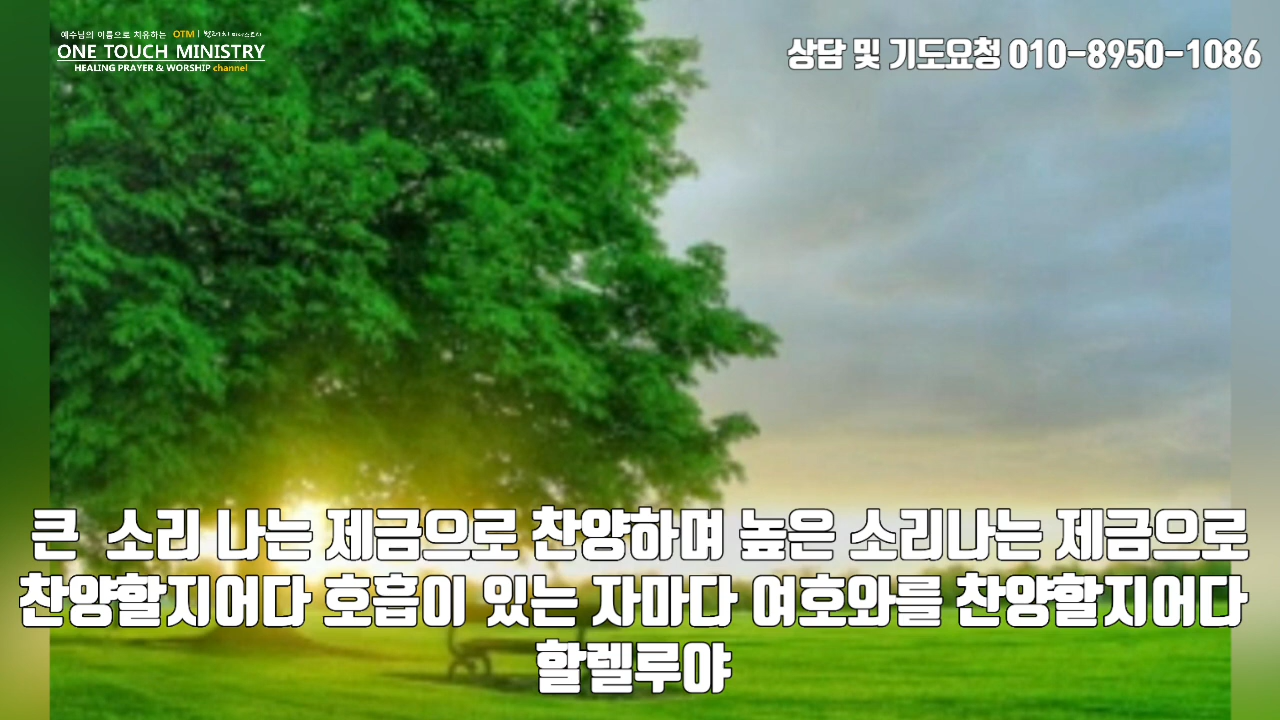 예수님의 이름으로 치유하는 OTM
ONE TOUCH MINISTRY
HEALING PRAYER & WORSHIP channel
상담 및 기도요청 010-8950-1086
큰 소리 나는 제금으로 찬양하며 높은 소리나는 제금으로
찬양할지어다 호흡이 있는 자마다 여호와를 찬양할지어다
할렐루야